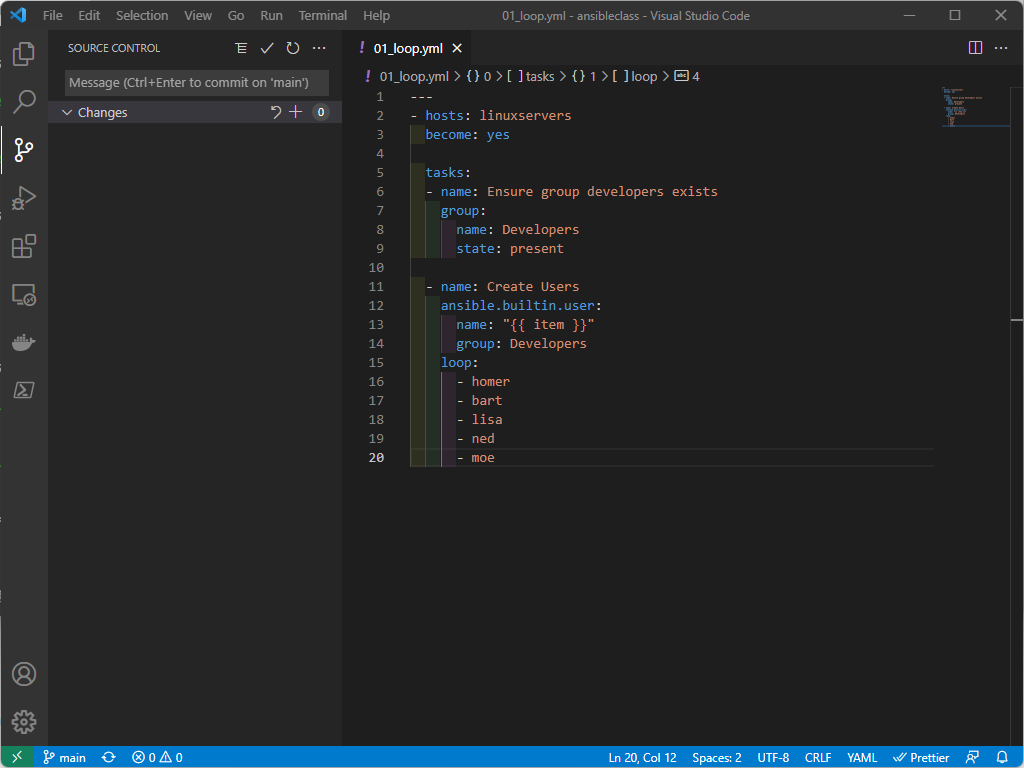 File Edit Selection View Go Run Terminal Help 01_loop.yml - ansibleclass - Visual Studio Code
SOURCE CONTROL
Message (Ctrl+Enter to commit on 'main')
Changes 0
! 01_loop.yml
! 01_loop.yml > {} 0 > [ ] tasks > {} 1 > [ ] loop > abc 4
1 ---
2 - hosts: linuxservers
3 become: yes
4
5 tasks:
6 - name: Ensure group developers exists
7 group:
8 name: Developers
9 state: present
10
11 - name: Create Users
12 ansible.builtin.user:
13 name: "{{ item }}"
14 group: Developers
15 loop:
16 - homer
17 - bart
18 - lisa
19 - ned
20 - moe
main 0 0 Ln 20, Col 12 Spaces: 2 UTF-8 CRLF YAML Prettier